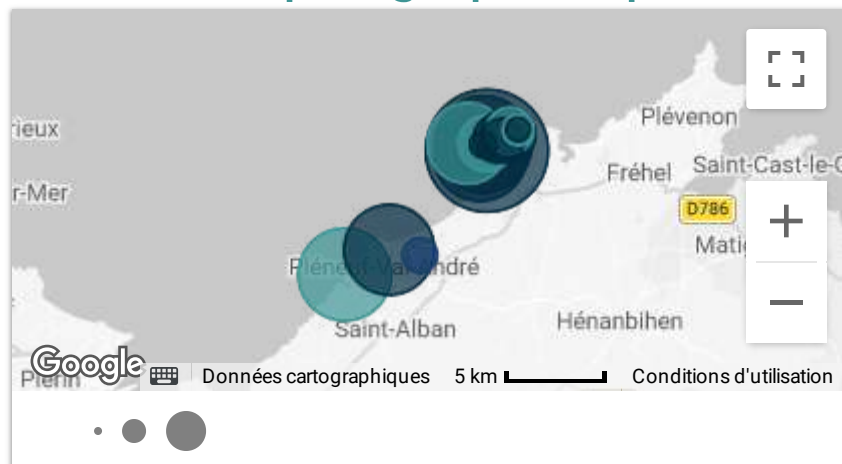 Plévenon
rieux
Saint-Cast-le-G
Fréhel
r-Mer
D786
Pléneuf-Val-André
Saint-Alban
Hénanbihen
Google
Plérin
Données cartographiques
5 km
Conditions d'utilisation